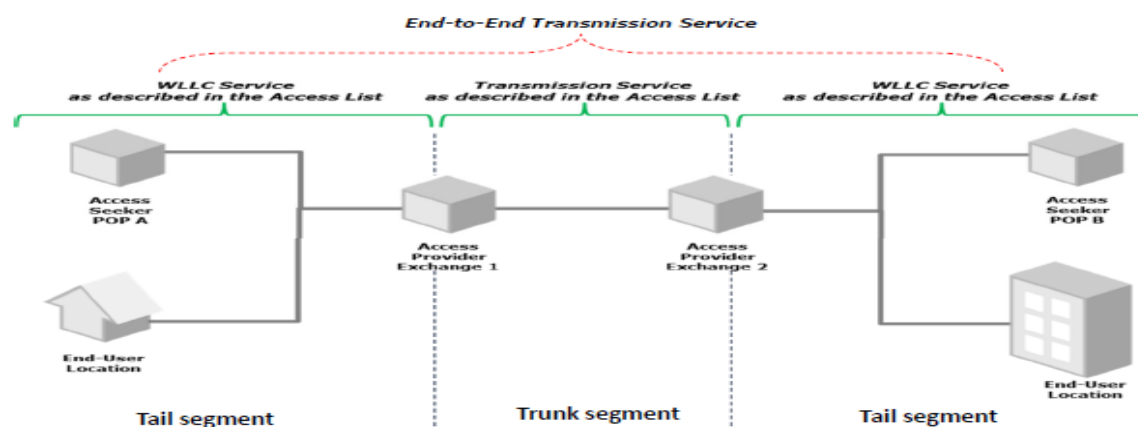 End-to-End Transmission Service
WLLC Service
as described in the Access List
Transmission Service
as described in the Access List
WLLC Service
as described in the Access List
Access
Seeker
POP A
Access
Provider
Exchange 1
Access
Provider
Exchange 2
Access
Seeker
POP B
End-User
Location
End-User
Location
Tail segment
Trunk segment
Tail segment